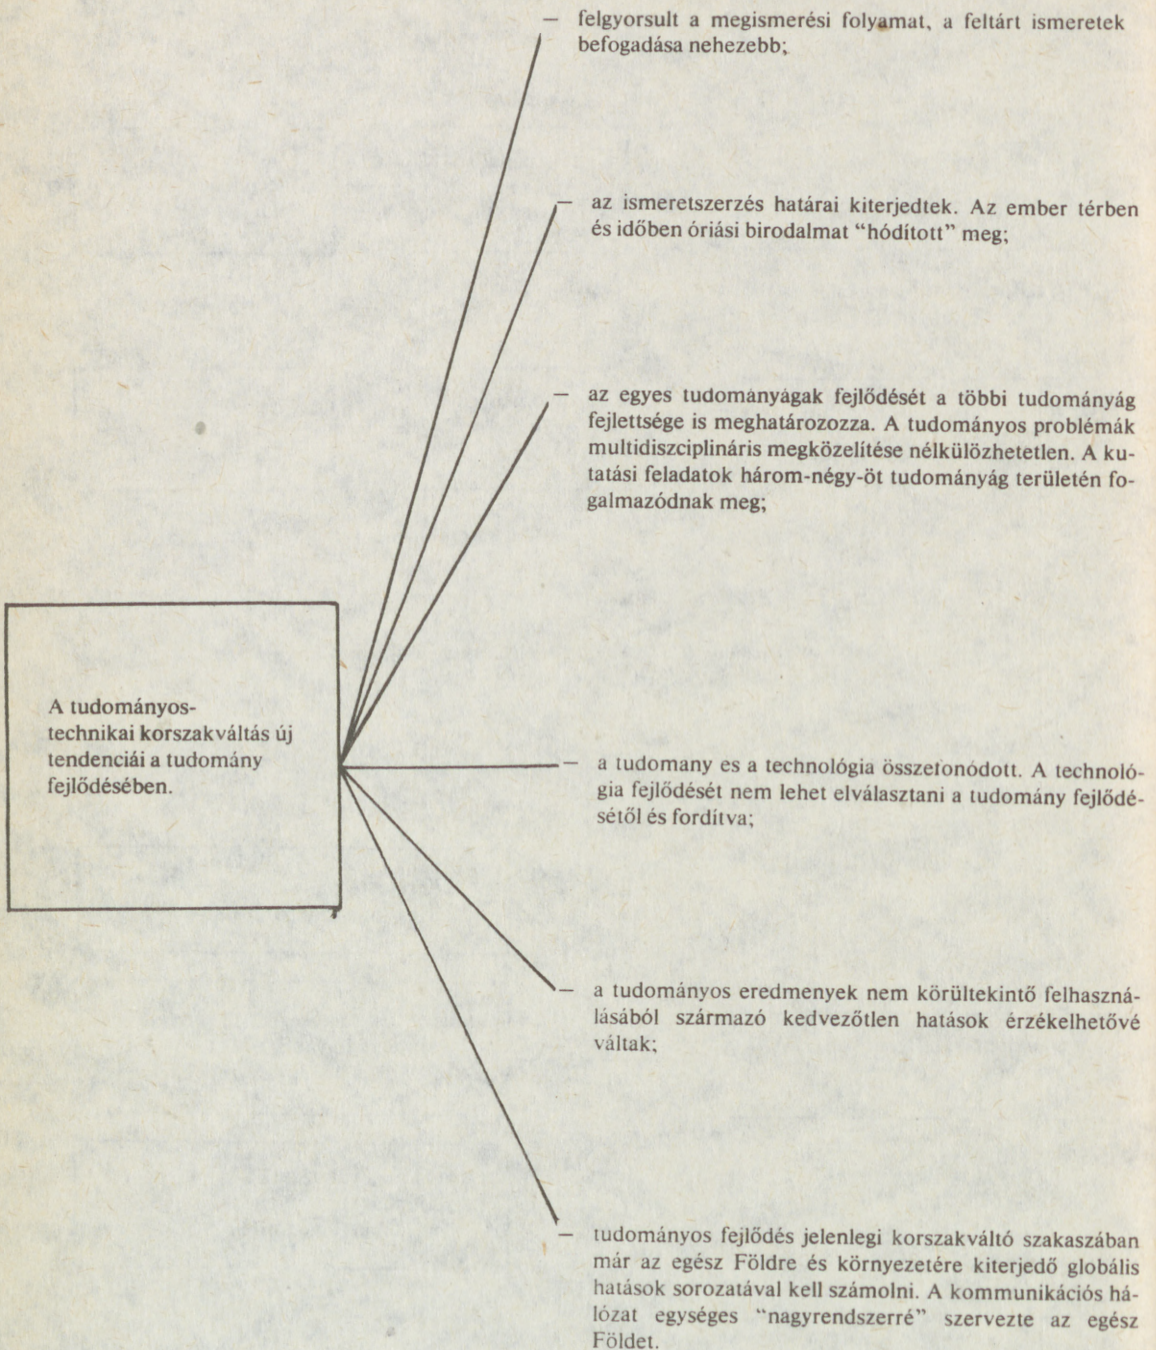 — felgyorsult a megismerési folyamat, a feltárt ismeretek
befogadása nehezebb;
— az ismeretszerzés határai kiterjedtek. Az ember térben
és időben óriási birodalmat “hódított” meg;
— az egyes tudományágak fejlődését a többi tudományág
fejlettsége is meghatározozza. A tudományos problémák
multidiszciplináris megközelítése nélkülözhetetlen. A ku-
tatási feladatok három-négy-öt tudományág területén fo-
galmazódnak meg;
A tudományos-
technikai korszakváltás új
tendenciái a tudomány
fejlődésében.
— a tudomany es a technológia összefonódott. A technoló-
gia fejlődését nem lehet elválasztani a tudomány fejlődé-
sétől és fordítva;
— a tudományos eredmenyek nem körültekintő felhaszná-
lásából származó kedvezőtlen hatások érzékelhetővé
váltak;
— tudományos fejlődés jelenlegi korszakváltó szakaszában
már az egész Földre és környezetére kiterjedő globális
hatások sorozatával kell számolni. A kommunikációs há-
lózat egységes “nagyrendszerré” szervezte az egész
Földet.